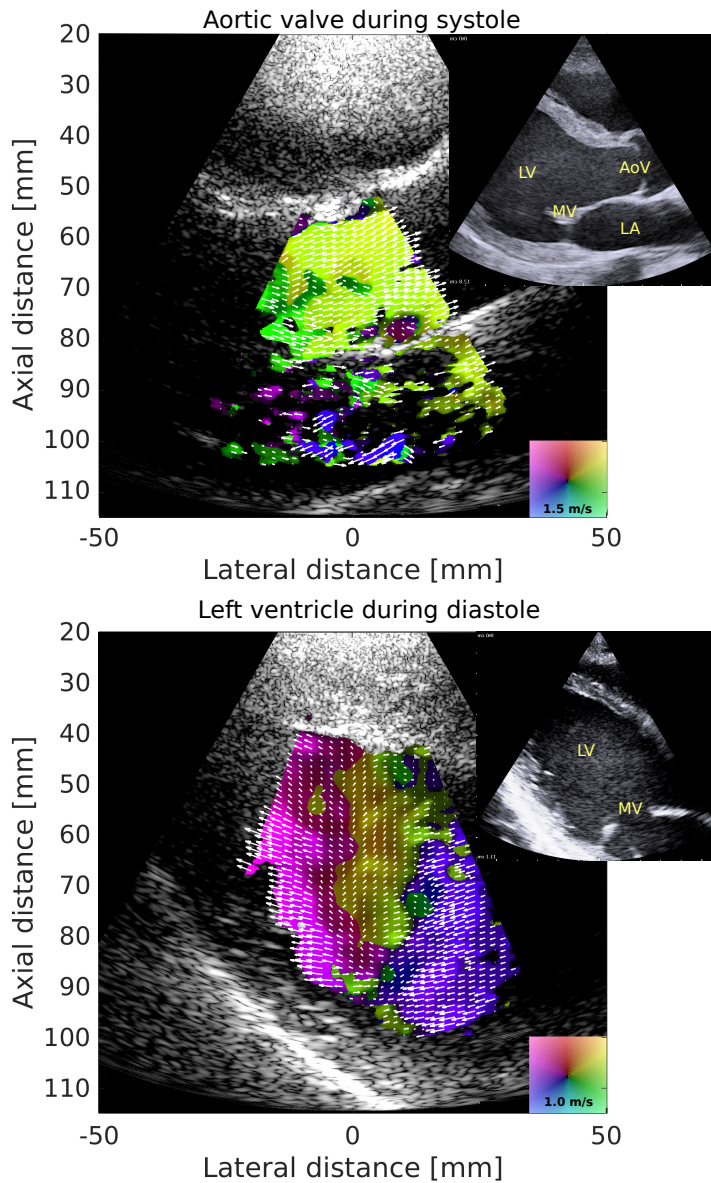 Aortic valve during systole
20
30
40
50
60
70
80
90
100
110
Axial distance [mm]
LV
AoV
MV
LA
1.5 m/s
-50
0
50
Lateral distance [mm]
Left ventricle during diastole
20
30
40
50
60
70
80
90
100
110
Axial distance [mm]
LV
MV
1.0 m/s
-50
0
50
Lateral distance [mm]